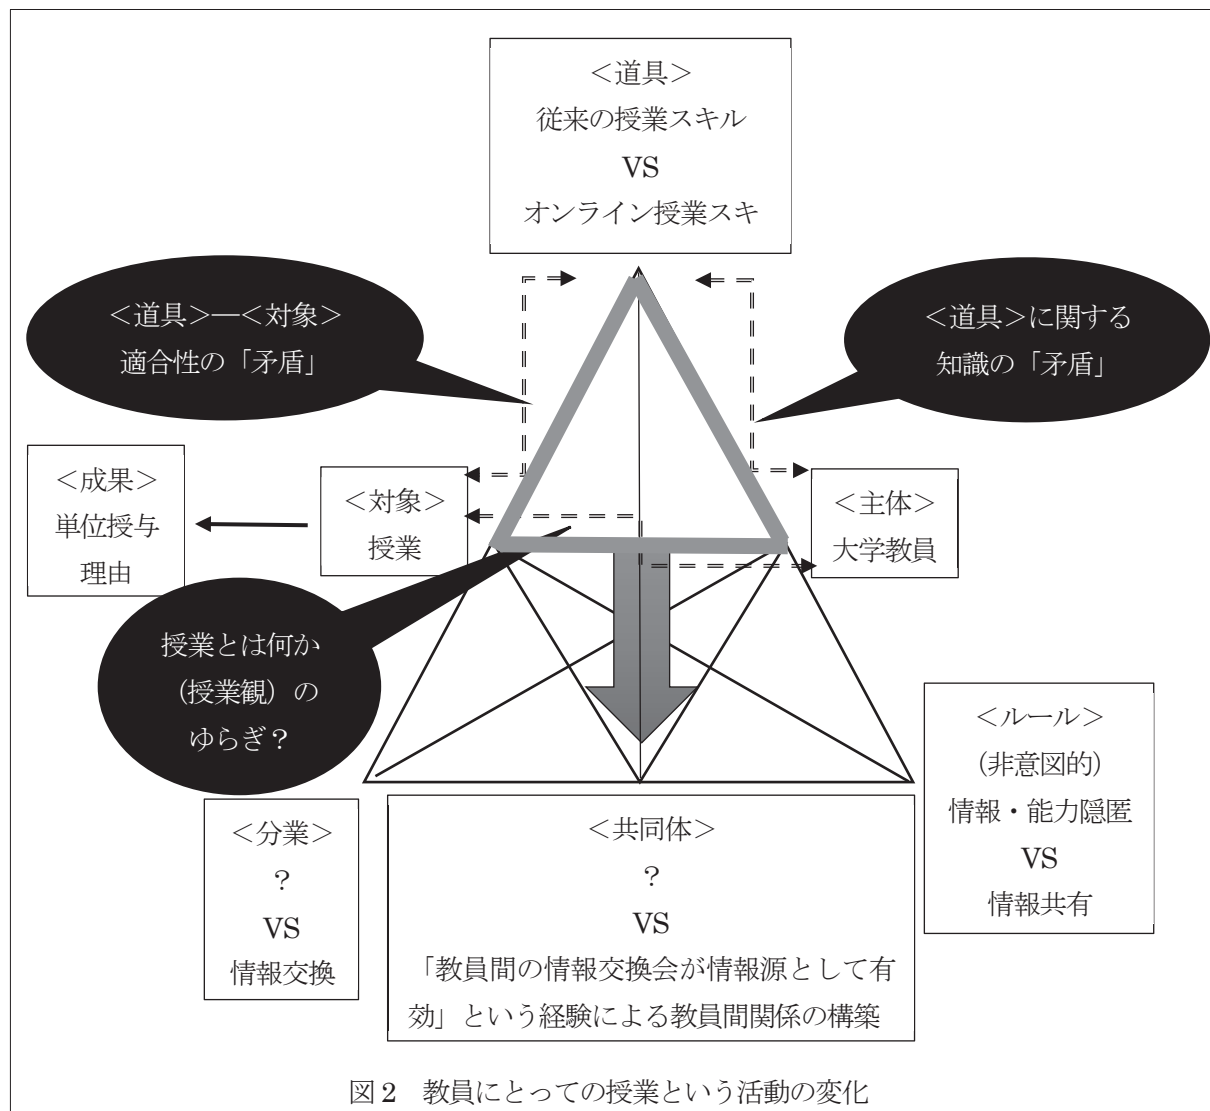 ＜道具＞
従来の授業スキル
VS
オンライン授業スキ
＜道具＞―＜対象＞
適合性の「矛盾」
＜道具＞に関する
知識の「矛盾」
＜成果＞
単位授与
理由
＜対象＞
授業
＜主体＞
大学教員
授業とは何か
（授業観）の
ゆらぎ？
＜ルール＞
（非意図的）
情報・能力隠匿
VS
情報共有
＜分業＞
？
VS
情報交換
＜共同体＞
？
VS
「教員間の情報交換会が情報源として有
効」という経験による教員間関係の構築
図２　教員にとっての授業という活動の変化